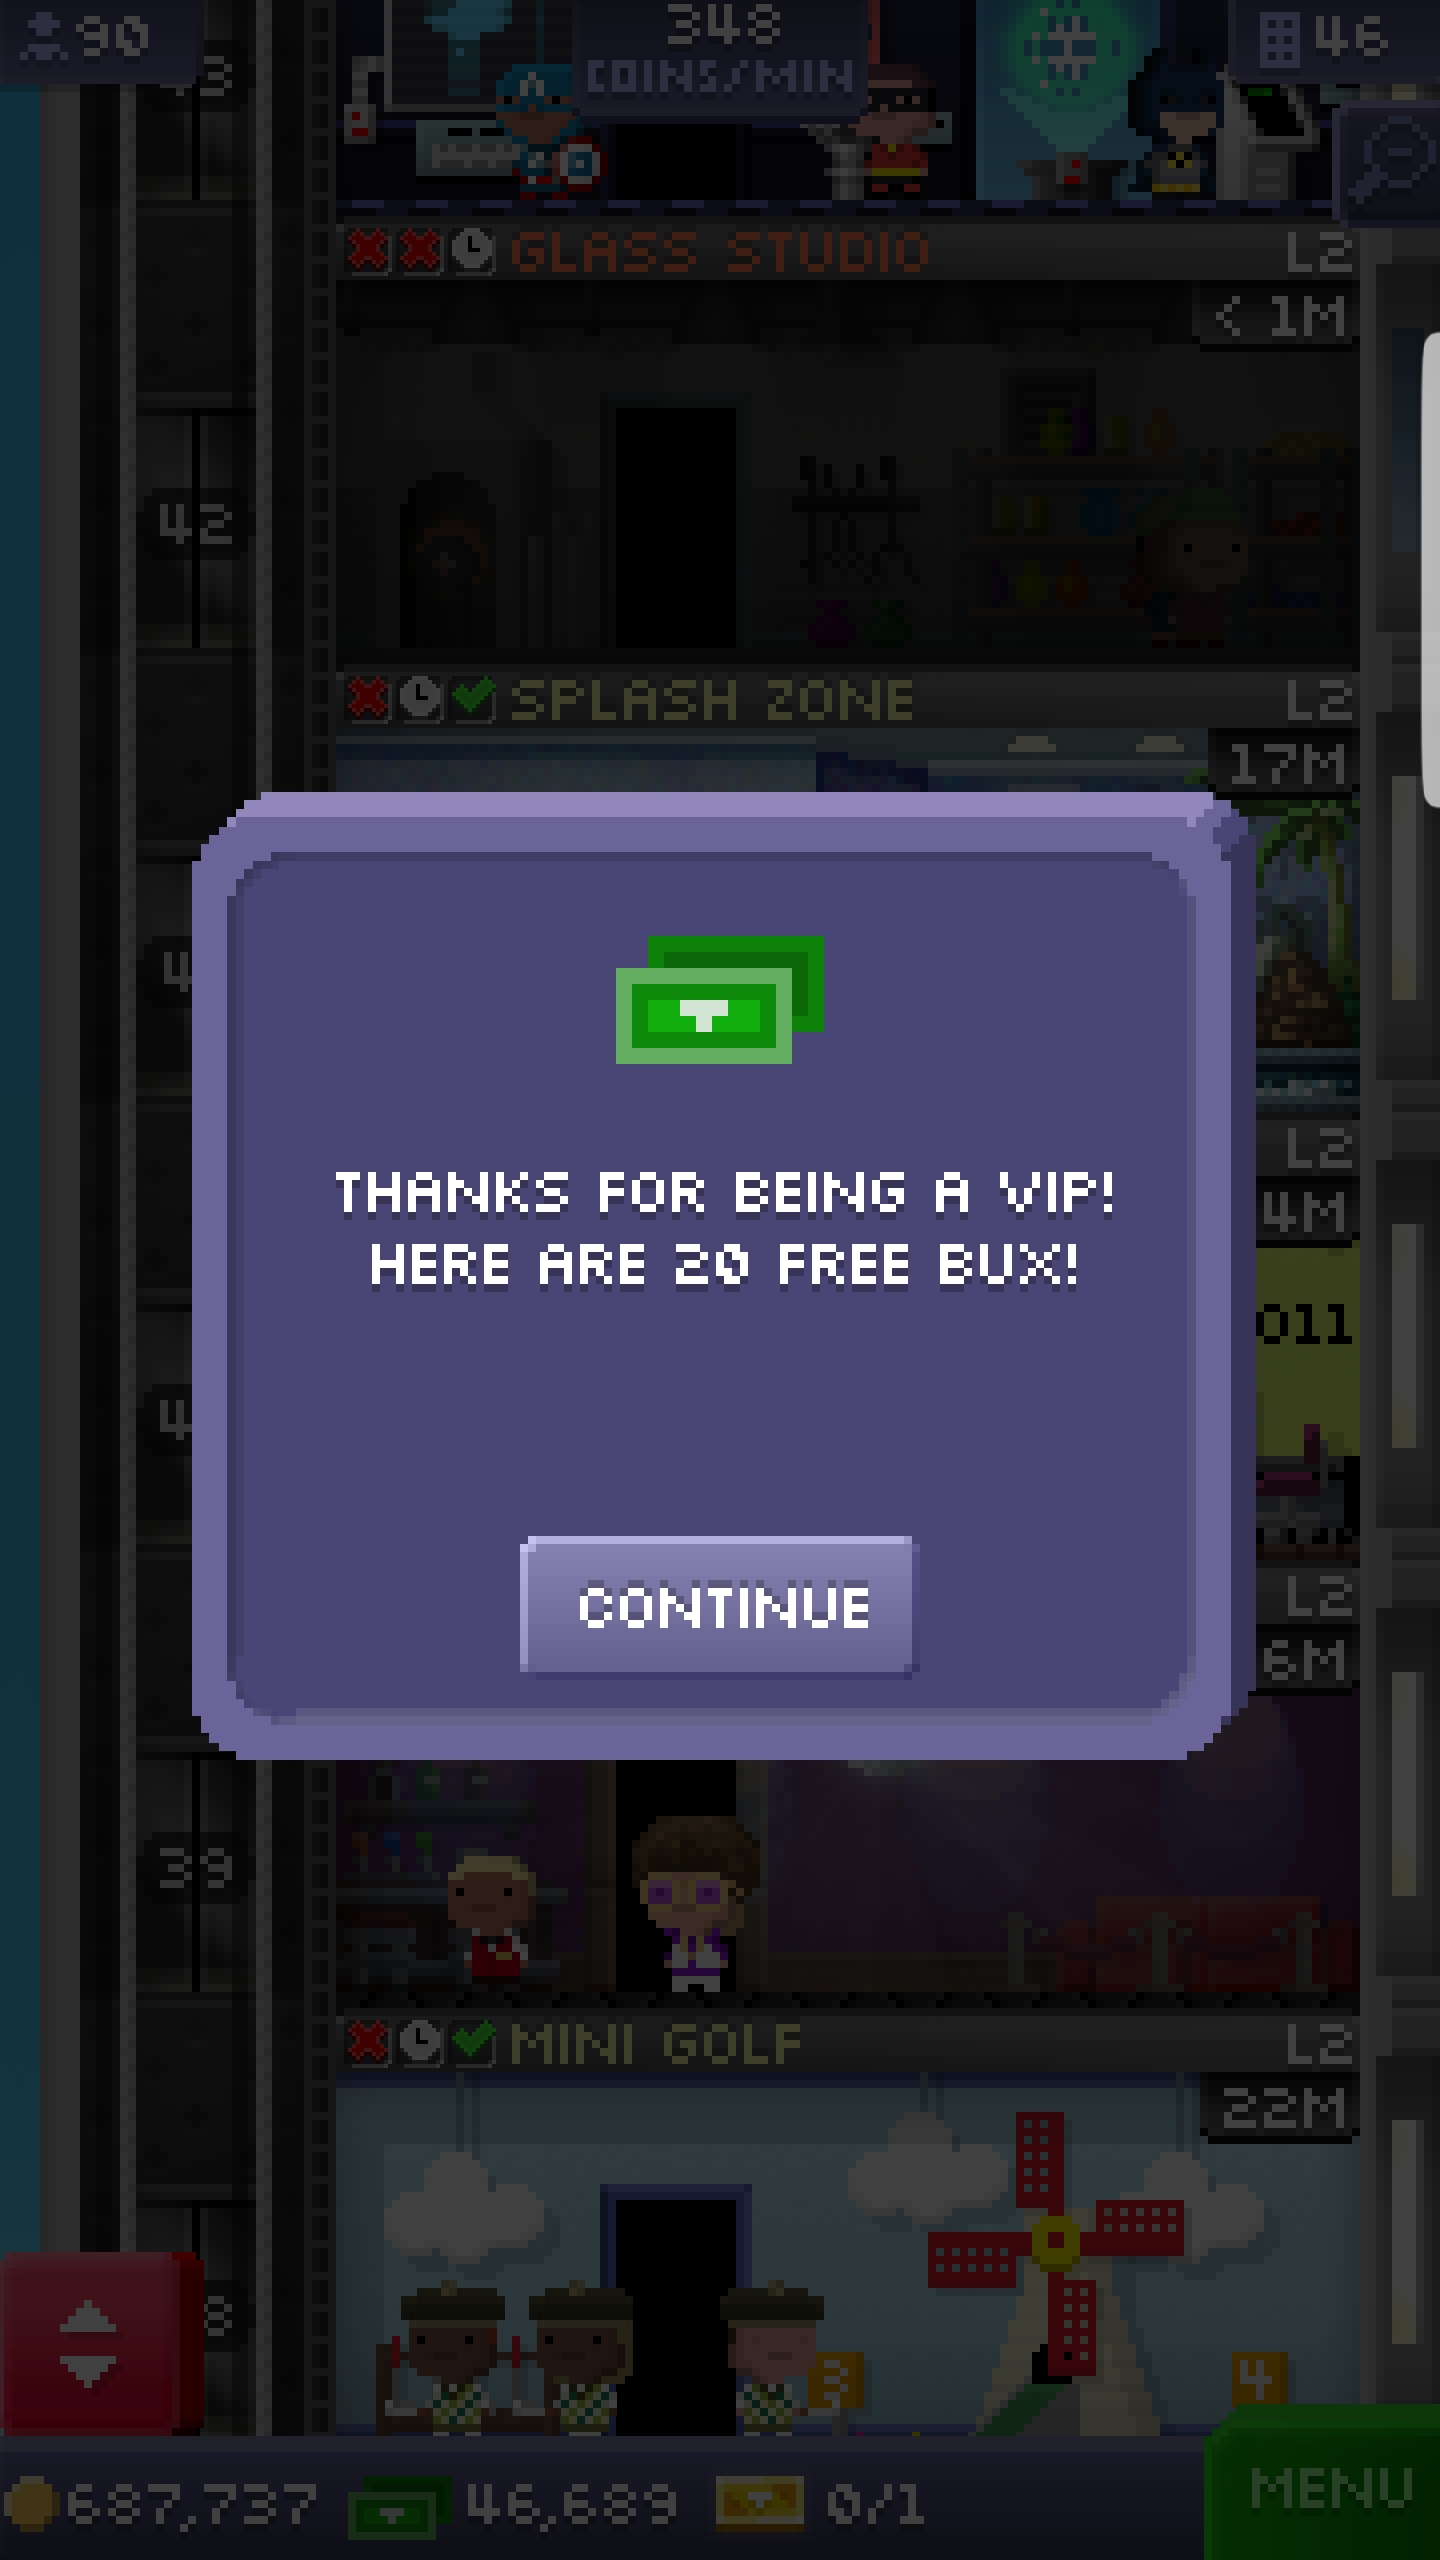 90
348
COINS/MIN
46
GLASS STUDIO L2
< 1M
42
SPLASH ZONE L2
17M
L2
4M
011
THANKS FOR BEING A VIP!
HERE ARE 20 FREE BUX!
L2
CONTINUE
6M
39
MINI GOLF L2
22M
3
4
687,737 46,689 0/1
MENU